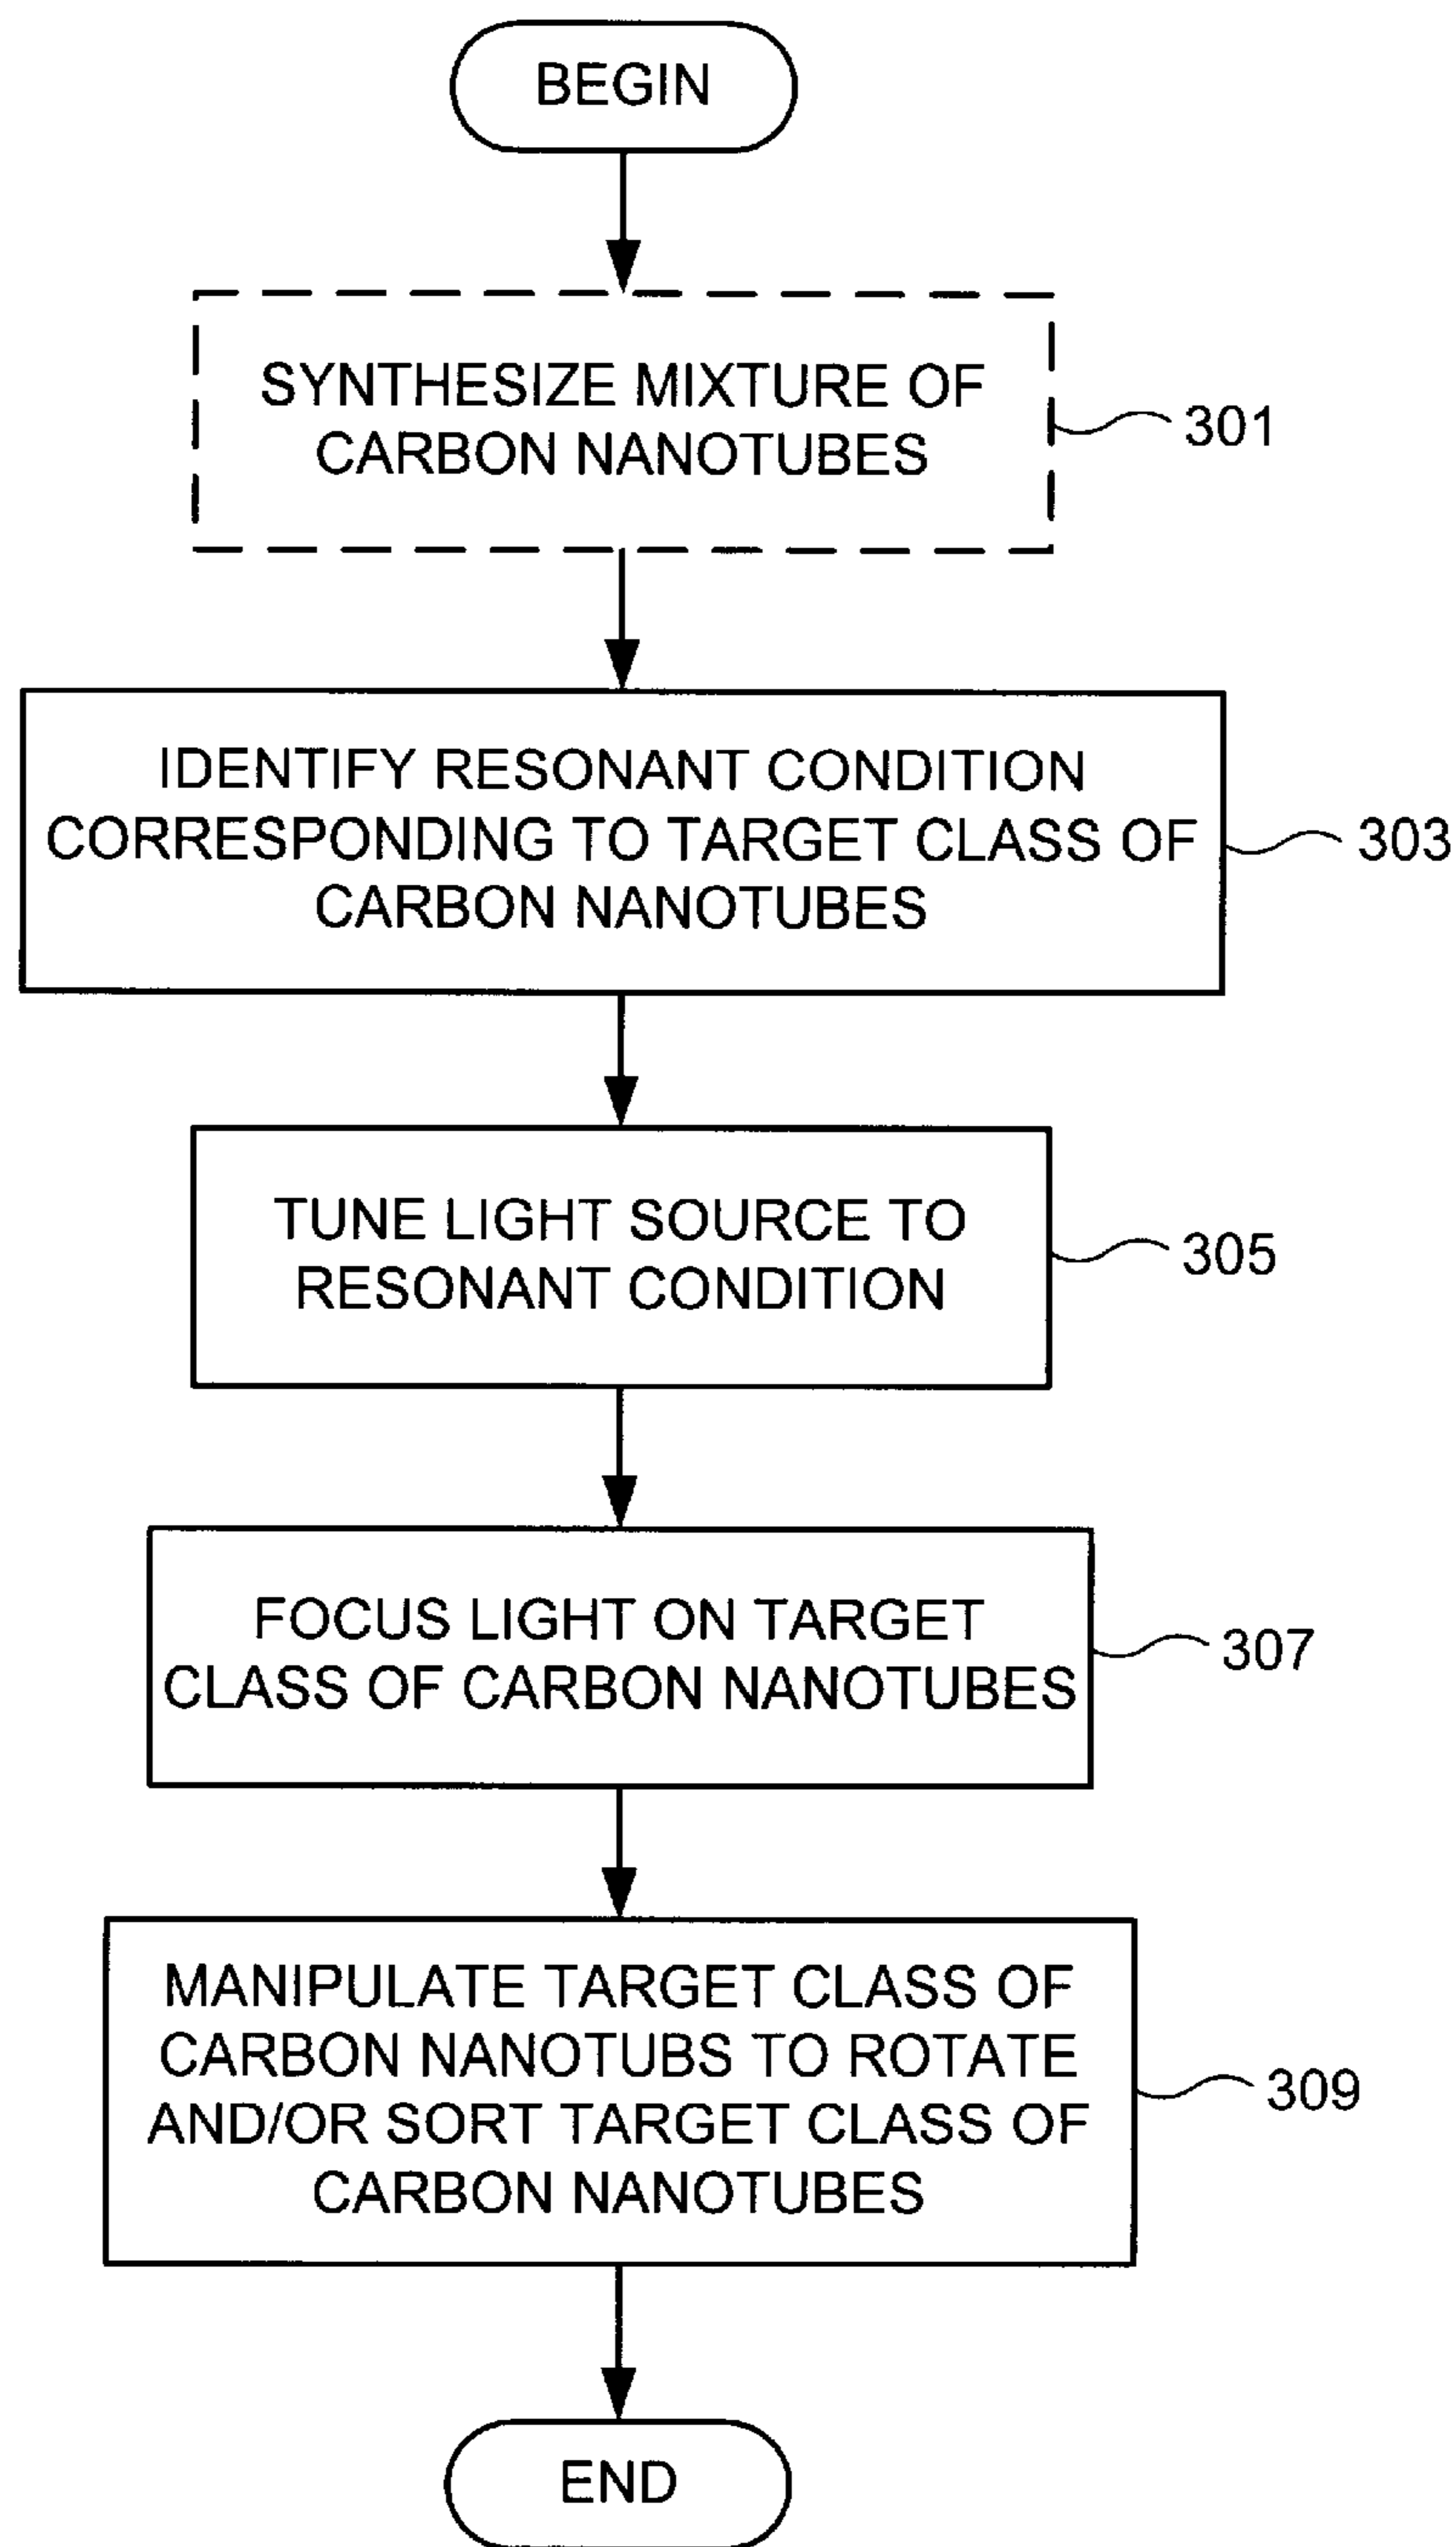 BEGIN
SYNTHESIZE MIXTURE OF
CARBON NANOTUBES
301
IDENTIFY RESONANT CONDITION
CORRESPONDING TO TARGET CLASS OF
CARBON NANOTUBES
303
TUNE LIGHT SOURCE TO
RESONANT CONDITION
305
FOCUS LIGHT ON TARGET
CLASS OF CARBON NANOTUBES
307
MANIPULATE TARGET CLASS OF
CARBON NANOTUBS TO ROTATE
AND/OR SORT TARGET CLASS OF
CARBON NANOTUBES
309
END